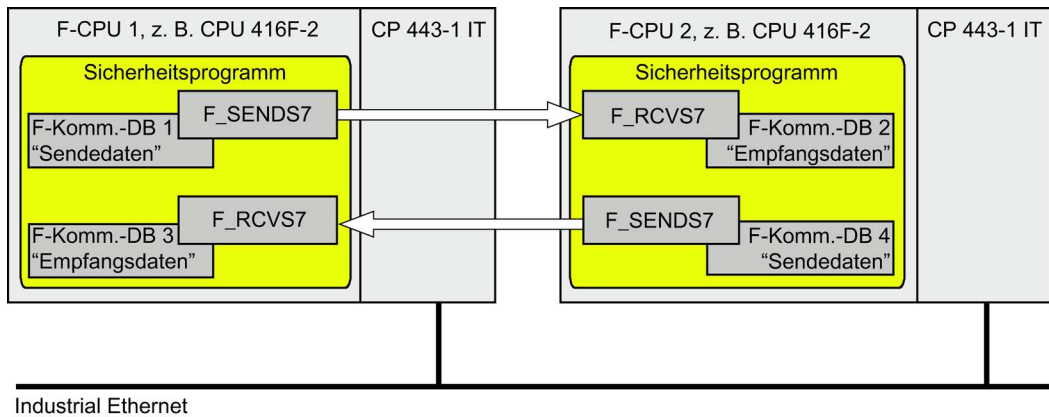 F-CPU 1, z. B. CPU 416F-2
CP 443-1 IT
Sicherheitsprogramm
F_SENDS7
F-Komm.-DB 1
“Sendedaten”
F_RCVS7
F-Komm.-DB 3
“Empfangsdaten”
F-CPU 2, z. B. CPU 416F-2
CP 443-1 IT
Sicherheitsprogramm
F_RCVS7
F-Komm.-DB 2
“Empfangsdaten”
F_SENDS7
F-Komm.-DB 4
“Sendedaten”
Industrial Ethernet